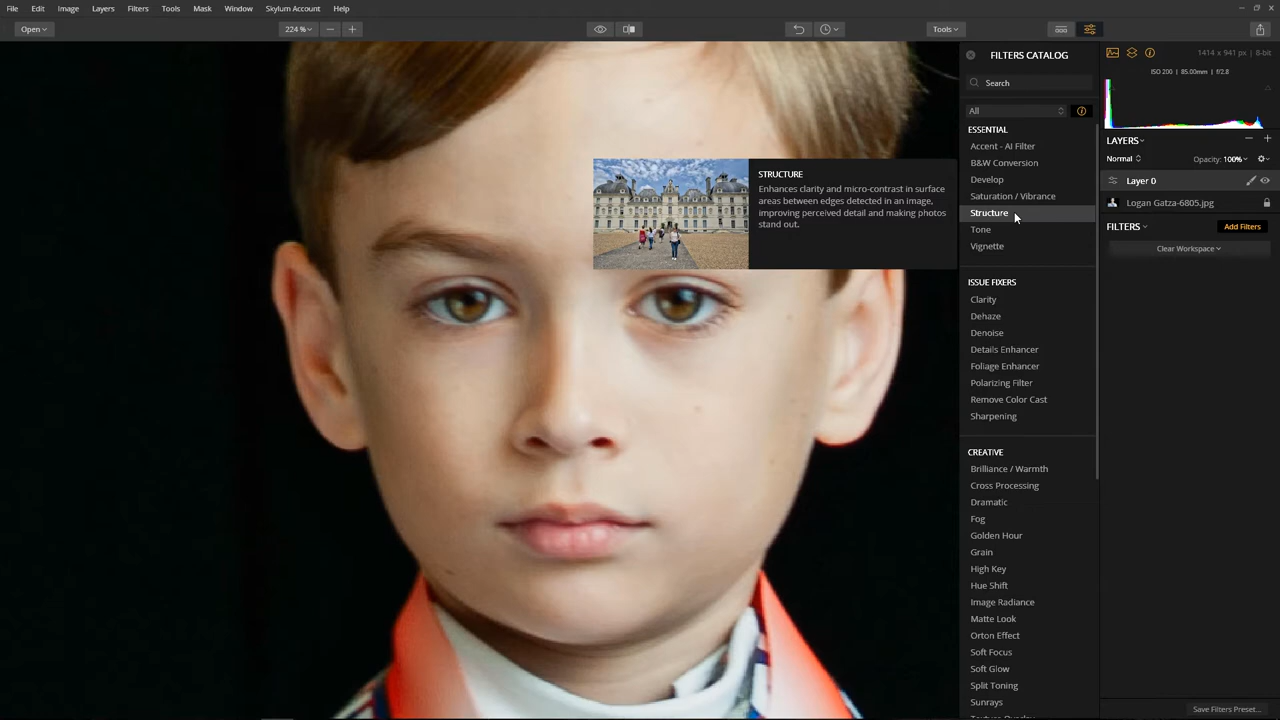 File Edit Image Layers Filters Tools Mask Window Skylum Account Help
Open 224 % Tools
FILTERS CATALOG
Search
All
ESSENTIAL
Accent - AI Filter
B&W Conversion
Develop
Saturation / Vibrance
Structure
Tone
Vignette
ISSUE FIXERS
Clarity
Dehaze
Denoise
Details Enhancer
Foliage Enhancer
Polarizing Filter
Remove Color Cast
Sharpening
CREATIVE
Brilliance / Warmth
Cross Processing
Dramatic
Fog
Golden Hour
Grain
High Key
Hue Shift
Image Radiance
Matte Look
Orton Effect
Soft Focus
Soft Glow
Split Toning
Sunrays
Texture Overlay
STRUCTURE
Enhances clarity and micro-contrast in surface
areas between edges detected in an image,
improving perceived detail and making photos
stand out.
1414 x 941 px | 8-bit
ISO 200 | 85.00mm | f/2.8
LAYERS
Normal Opacity: 100%
Layer 0
Logan Gatza-6805.jpg
FILTERS Add Filters
Clear Workspace
Save Filters Preset...